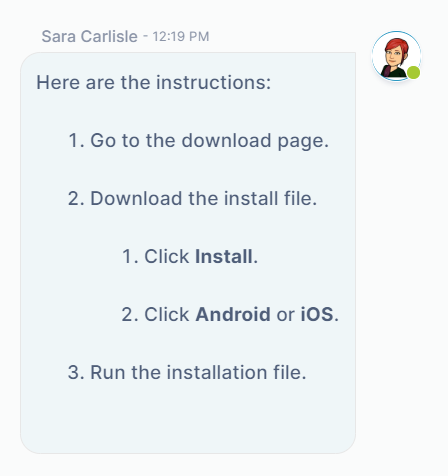 Sara Carlisle - 12:19 PM
Here are the instructions:
1. Go to the download page.
2. Download the install file.
1. Click Install.
2. Click Android or iOS.
3. Run the installation file.